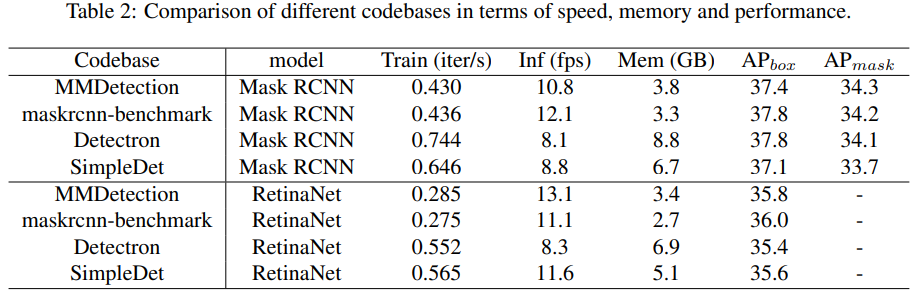 Table 2: Comparison of different codebases in terms of speed, memory and performance.
Codebase model Train (iter/s) Inf (fps) Mem (GB) APbox APmask
MMDetection Mask RCNN 0.430 10.8 3.8 37.4 34.3
maskrcnn-benchmark Mask RCNN 0.436 12.1 3.3 37.8 34.2
Detectron Mask RCNN 0.744 8.1 8.8 37.8 34.1
SimpleDet Mask RCNN 0.646 8.8 6.7 37.1 33.7
MMDetection RetinaNet 0.285 13.1 3.4 35.8 -
maskrcnn-benchmark RetinaNet 0.275 11.1 2.7 36.0 -
Detectron RetinaNet 0.552 8.3 6.9 35.4 -
SimpleDet RetinaNet 0.565 11.6 5.1 35.6 -